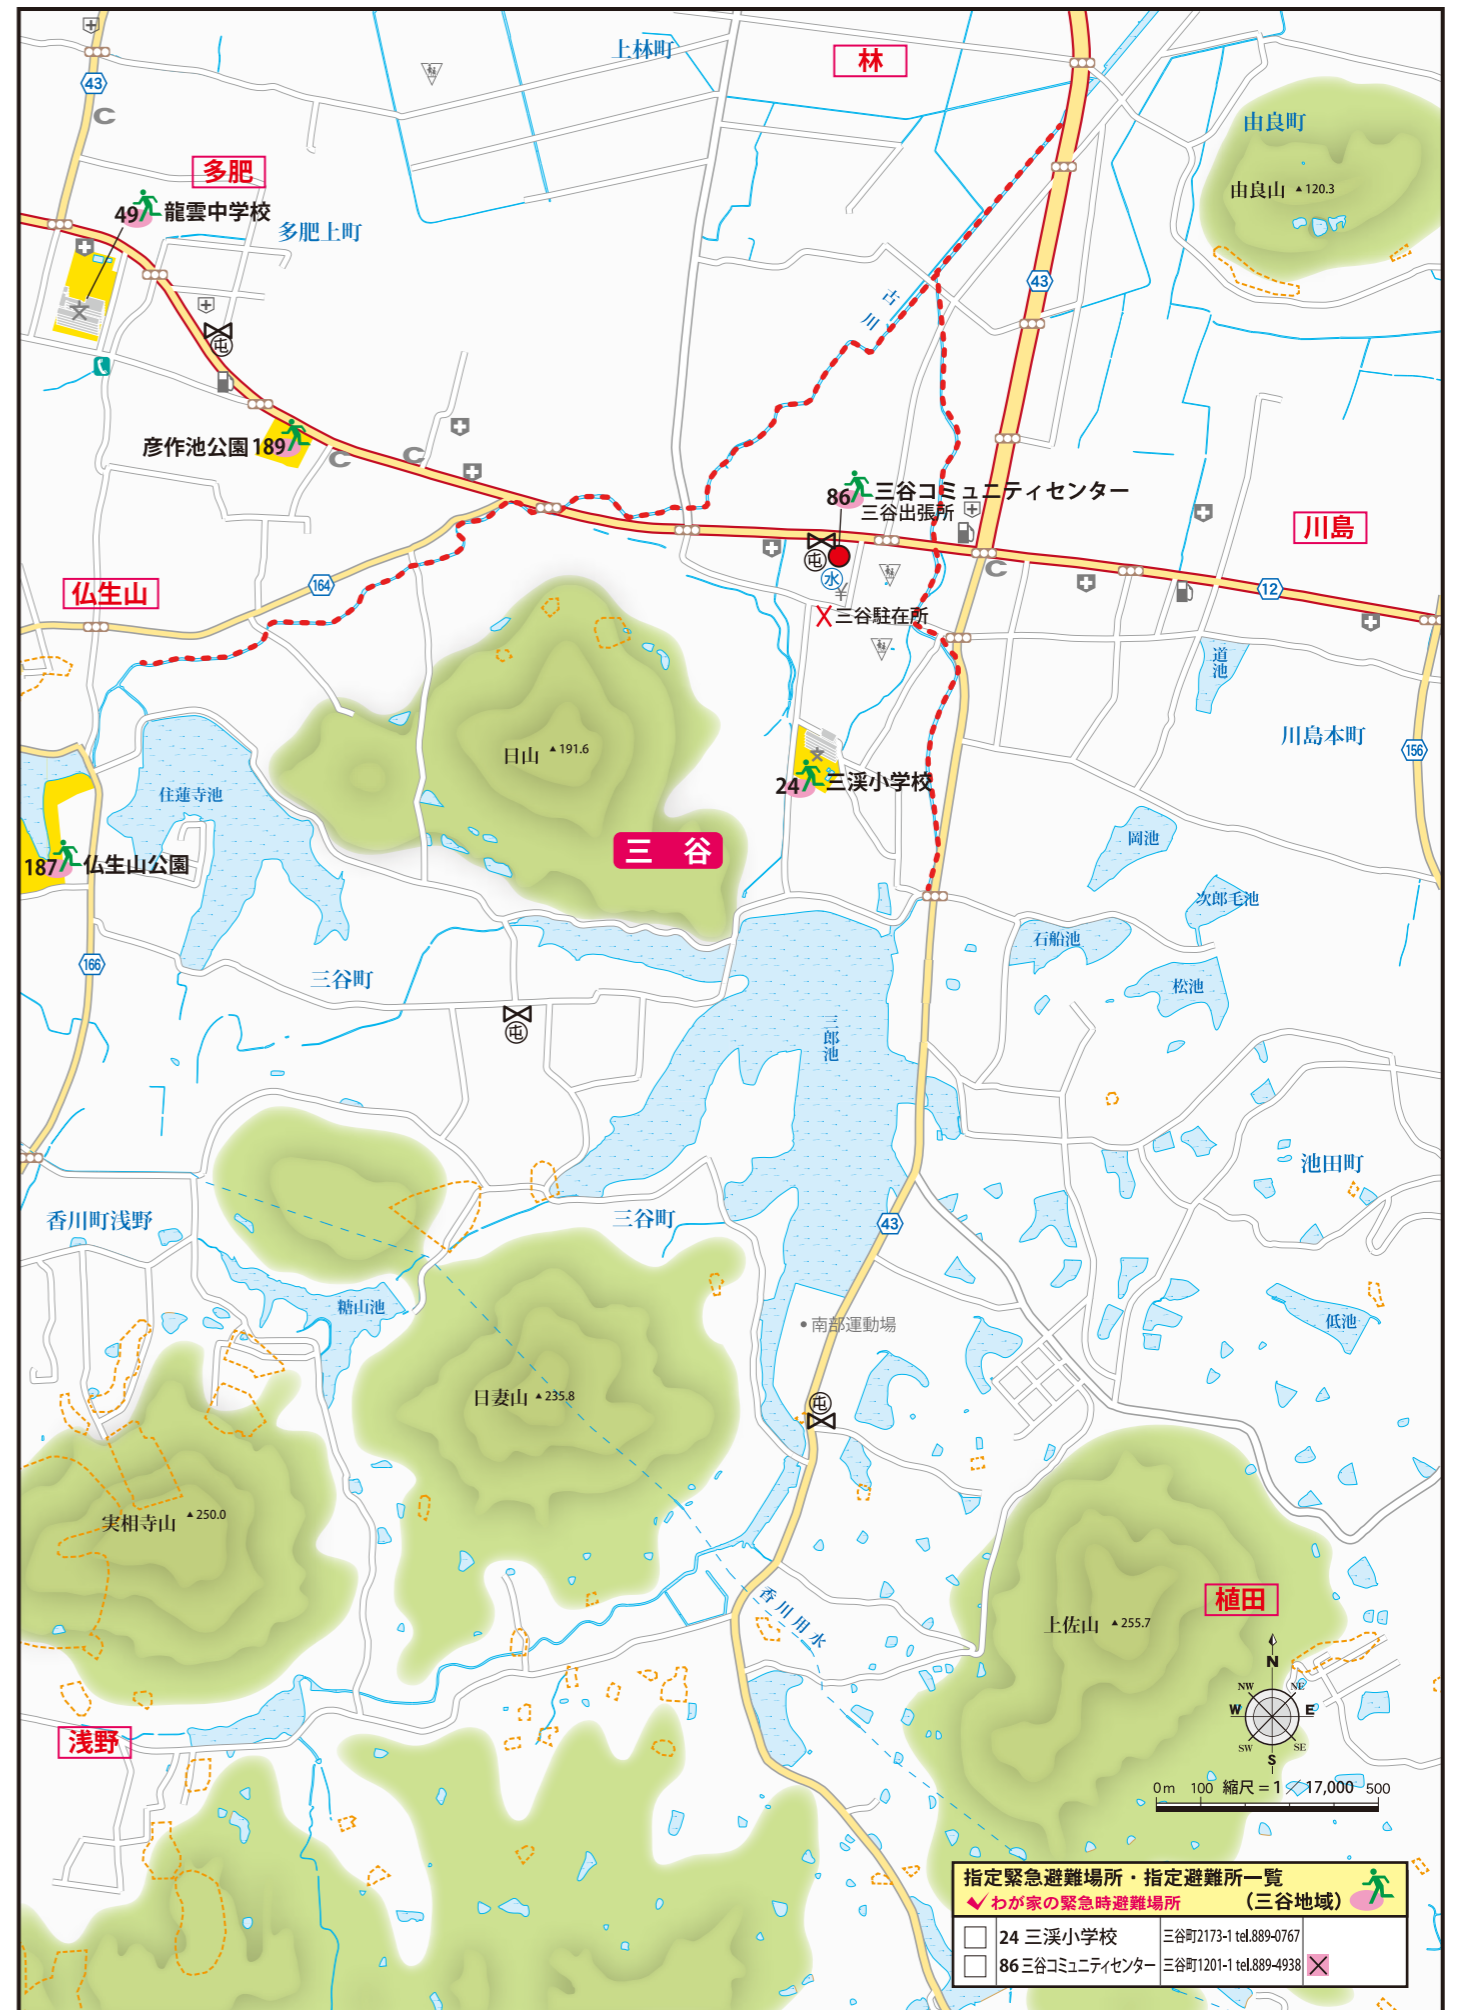 上林町
林
43
由良町
多肥
由良山 ▲120.3
49 龍雲中学校
多肥上町
43
古川
屯
彦作池公園 189
86 三谷コミュニティセンター
三谷出張所
川島
屯
水
¥
12
164
仏生山
X 三谷駐在所
道池
川島本町
156
日山 ▲191.6
24 三渓小学校
住蓮寺池
岡池
三 谷
187 仏生山公園
次郎毛池
石船池
166
三谷町
松池
屯
三郎池
池田町
香川町浅野
三谷町
43
糖山池
南部運動場
低池
日妻山 ▲235.8
屯
実相寺山 ▲250.0
香川用水
植田
上佐山 ▲255.7
N
NW NE
W E
SW SE
S
浅野
0m 100 縮尺=1/17,000 500
指定緊急避難場所・指定避難所一覧
わが家の緊急時避難場所 (三谷地域)
24 三渓小学校 三谷町2173-1 tel.889-0767
86 三谷コミュニティセンター 三谷町1201-1 tel.889-4938